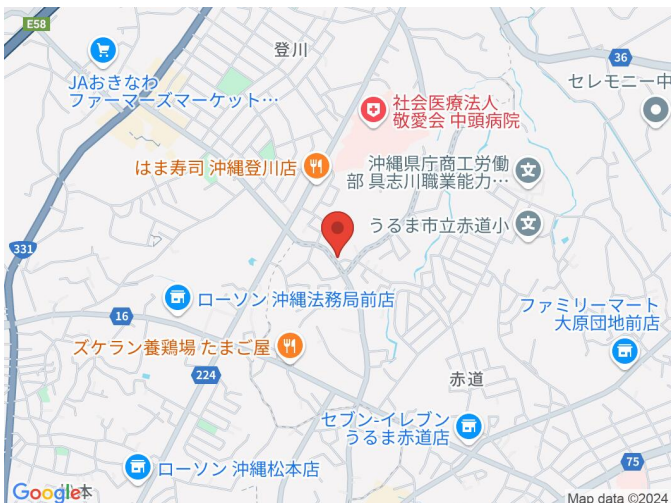 E58
登川
36
JAおきなわ
ファーマーズマーケット…
社会医療法人
敬愛会 中頭病院
セレモニー中
はま寿司 沖縄登川店
沖縄県庁商工労働
部 具志川職業能力…
うるま市立赤道小
331
ローソン 沖縄法務局前店
16
ファミリーマート
大原団地前店
ズケラン養鶏場 たまご屋
224
赤道
セブン-イレブン
うるま赤道店
75
ローソン 沖縄松本店
Google
本
Map data ©2024